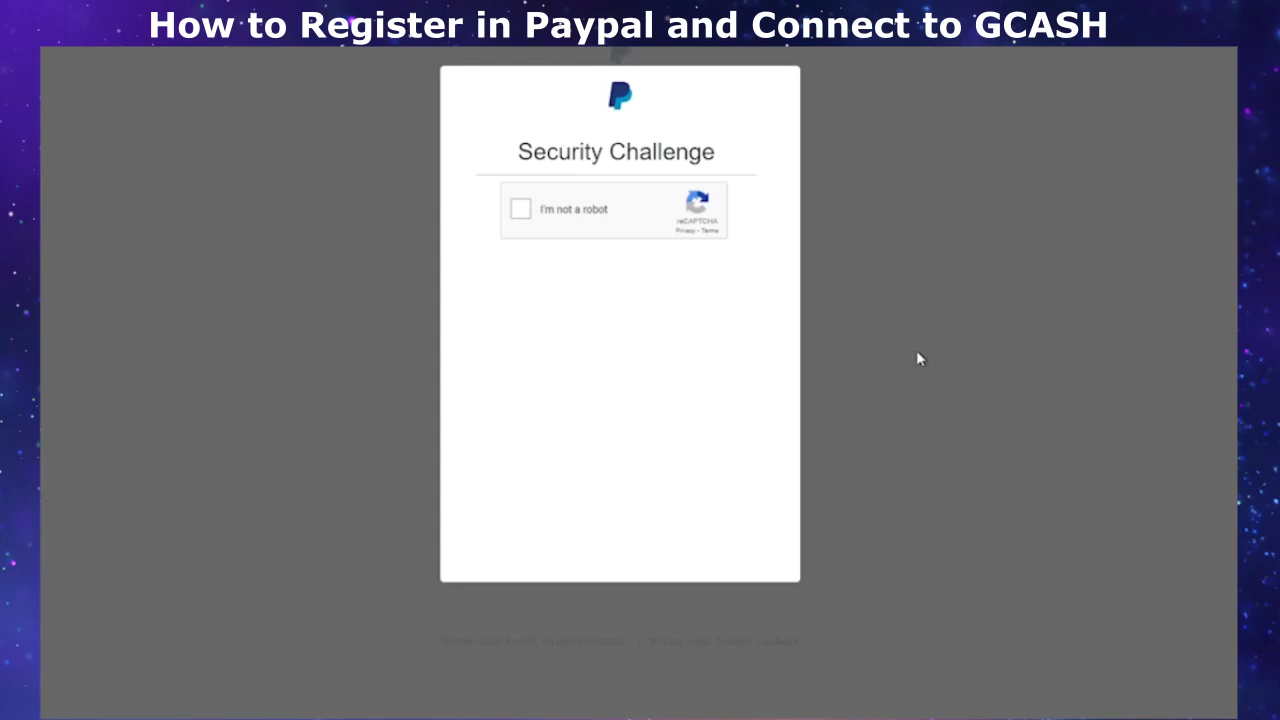 How to Register in Paypal and Connect to GCASH
Security Challenge
I'm not a robot
reCAPTCHA
Privacy - Terms